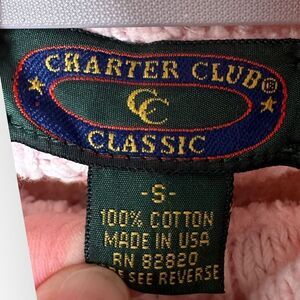 CHARTER CLUB®
CC
CLASSIC
-S-
100% COTTON
MADE IN USA
RN 82820
SEE REVERSE